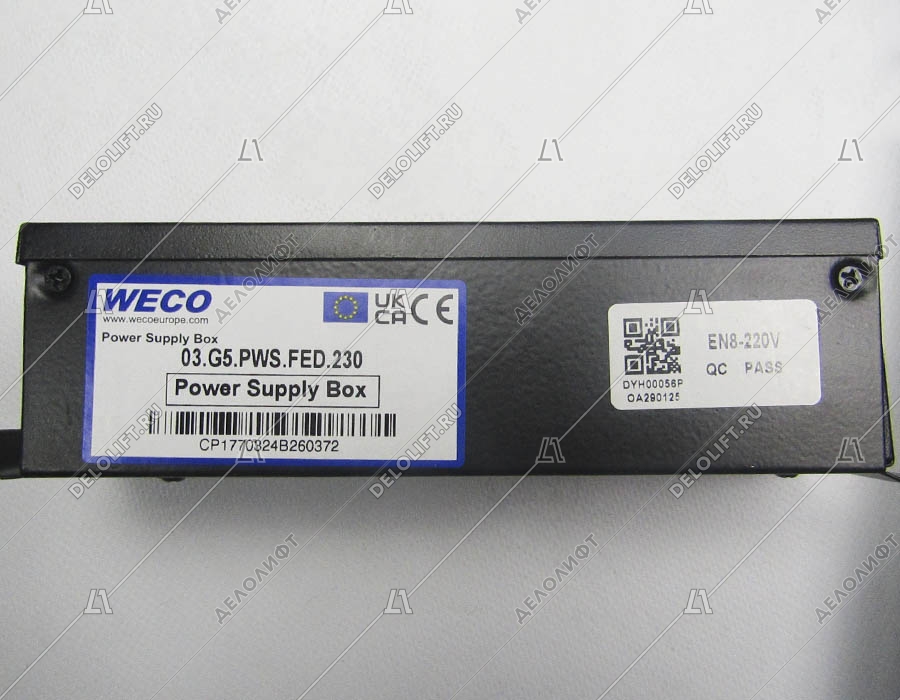 WECO
www.wecoeurope.com
UK
CA CE
Power Supply Box
03.G5.PWS.FED.230
Power Supply Box
CP1770324B260372
EN8-220V
QC PASS
DYH00056P
OA290125
DELOLIFT.RU
ДЕЛОЛИФТ